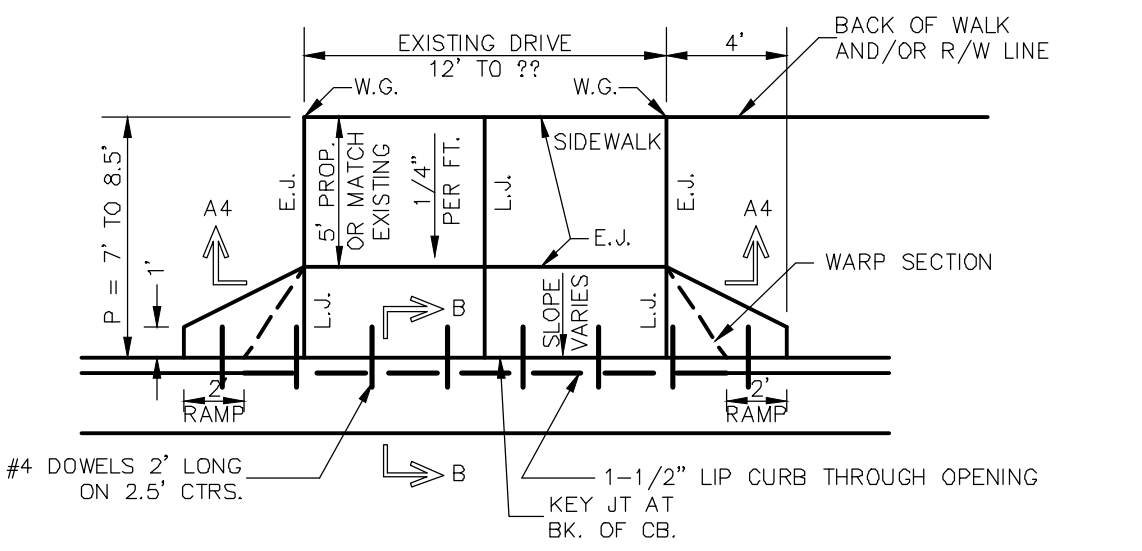 BACK OF WALK
AND/OR R/W LINE
EXISTING DRIVE
12' TO ??
4'
W.G.
W.G.
SIDEWALK
P = 7' TO 8.5'
E.J.
5' PROP.
OR MATCH
EXISTING
1/4"
PER FT.
L.J.
E.J.
A4
A4
E.J.
1'
WARP SECTION
L.J.
B
SLOPE
VARIES
L.J.
2'
RAMP
2'
RAMP
#4 DOWELS 2' LONG
ON 2.5' CTRS.
B
1-1/2" LIP CURB THROUGH OPENING
KEY JT AT
BK. OF CB.